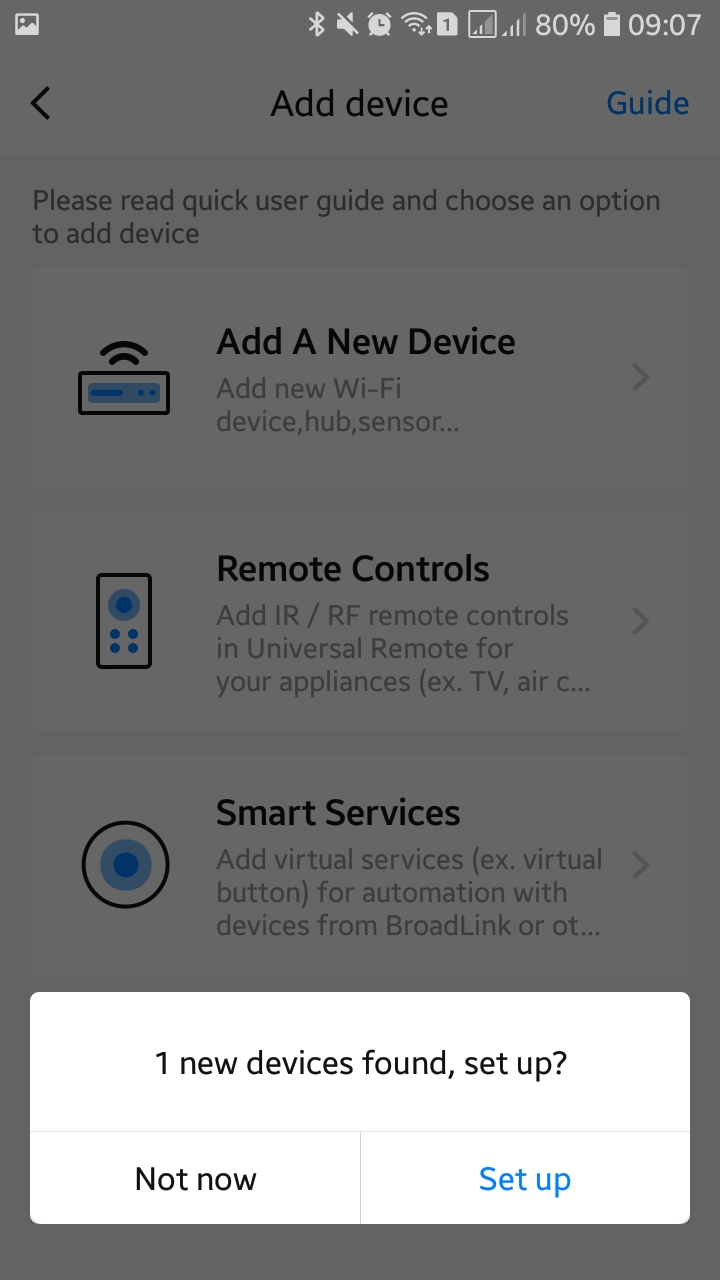 1 80% 09:07
Add device
Guide
Please read quick user guide and choose an option
to add device
Add A New Device
Add new Wi-Fi
device,hub,sensor...
Remote Controls
Add IR / RF remote controls
in Universal Remote for
your appliances (ex. TV, air c...
Smart Services
Add virtual services (ex. virtual
button) for automation with
devices from BroadLink or ot...
1 new devices found, set up?
Not now
Set up